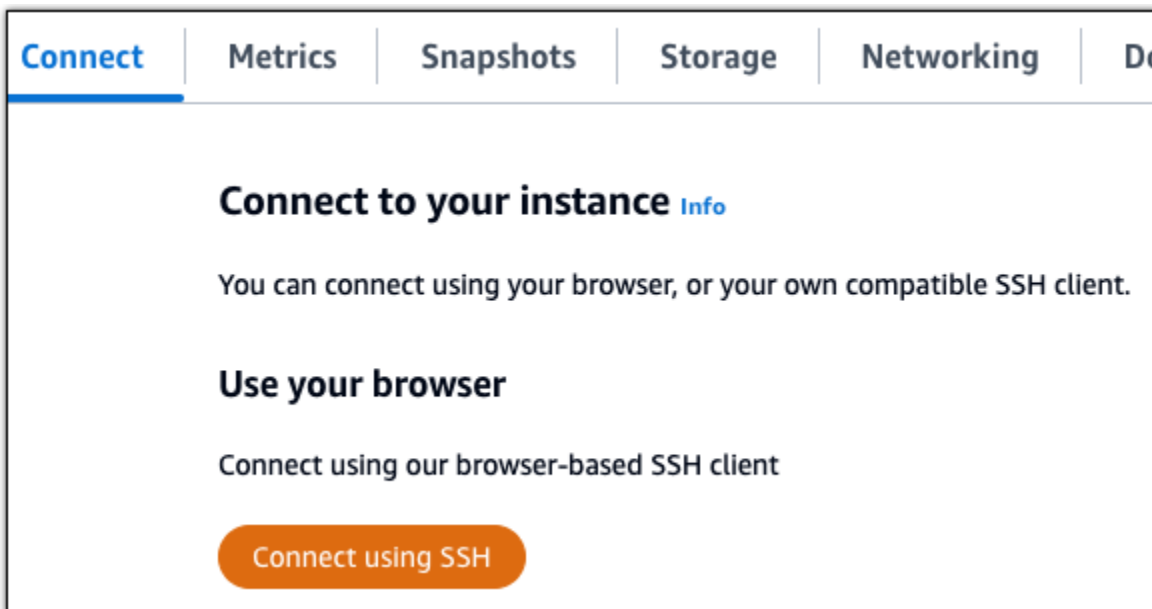 Connect Metrics Snapshots Storage Networking
Connect to your instance Info
You can connect using your browser, or your own compatible SSH client.
Use your browser
Connect using our browser-based SSH client
Connect using SSH